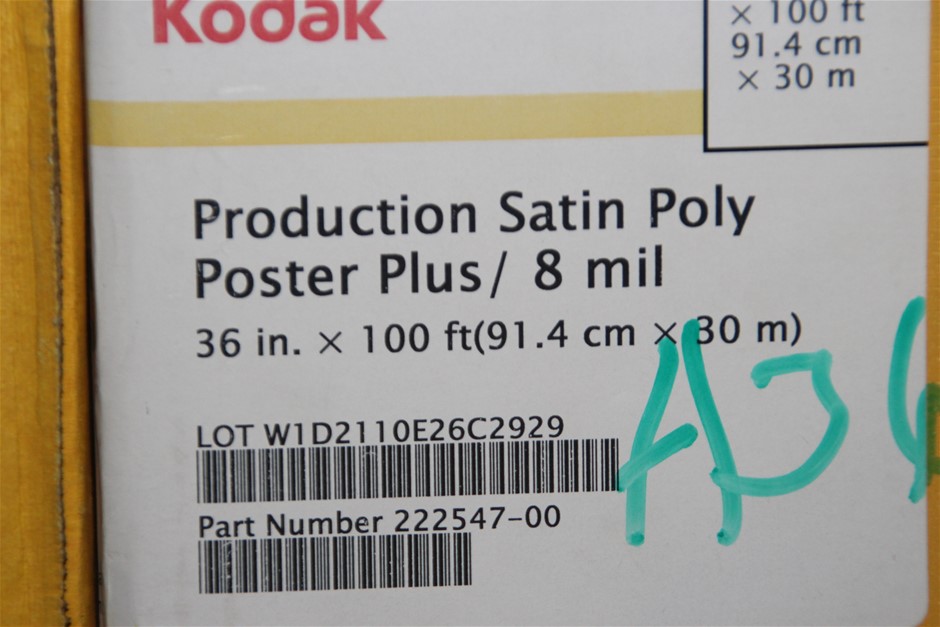 Kodak
× 100 ft
91.4 cm
× 30 m
Production Satin Poly
Poster Plus/ 8 mil
36 in. × 100 ft(91.4 cm × 30 m)
LOT W1D2110E26C2929
Part Number 222547-00